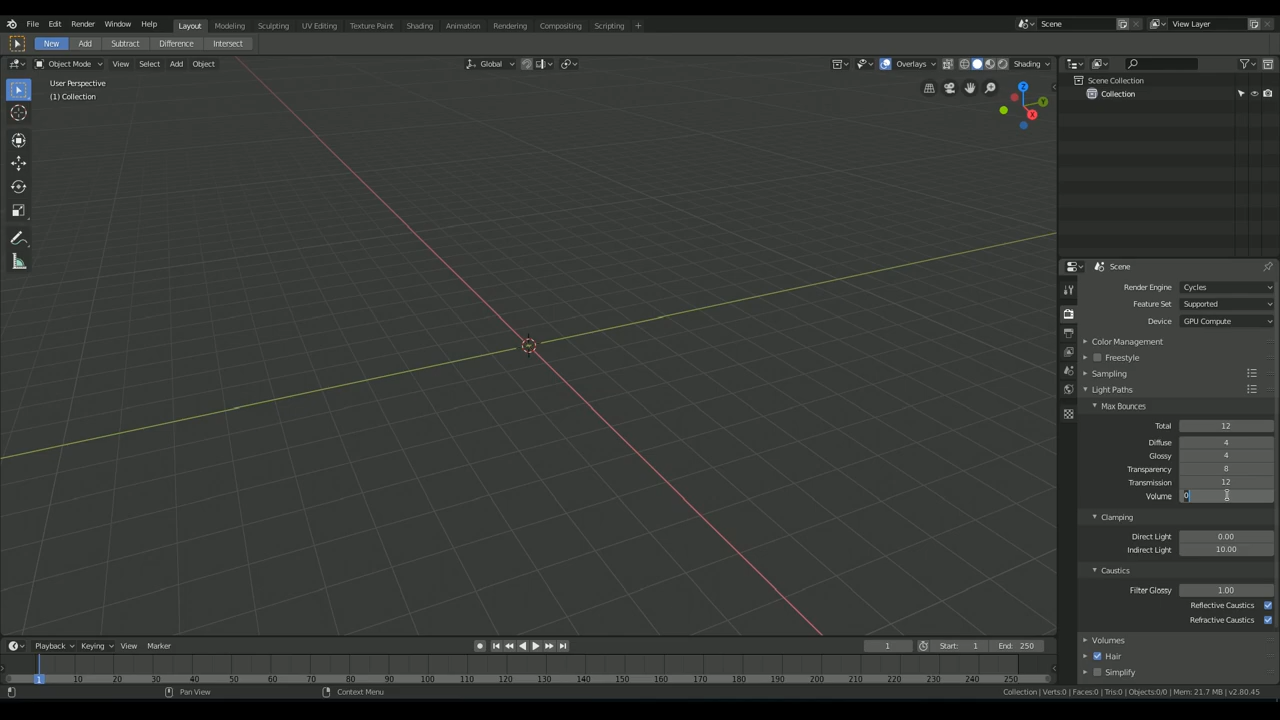 File Edit Render Window Help Layout Modeling Sculpting UV Editing Texture Paint Shading Animation Rendering Compositing Scripting + Scene View Layer
New Add Subtract Difference Intersect
Object Mode View Select Add Object Global Overlays Shading
User Perspective
(1) Collection
Z
Y
X
Scene Collection
Collection
Scene
Render Engine Cycles
Feature Set Supported
Device GPU Compute
Color Management
Freestyle
Sampling
Light Paths
Max Bounces
Total 12
Diffuse 4
Glossy 4
Transparency 8
Transmission 12
Volume 0
Clamping
Direct Light 0.00
Indirect Light 10.00
Caustics
Filter Glossy 1.00
Reflective Caustics
Refractive Caustics
Volumes
Hair
Simplify
Playback Keying View Marker 1 Start: 1 End: 250
1 10 20 30 40 50 60 70 80 90 100 110 120 130 140 150 160 170 180 190 200 210 220 230 240 250
Pan View Context Menu Collection | Verts:0 | Faces:0 | Tris:0 | Objects:0/0 | Mem: 21.7 MB | v2.80.45